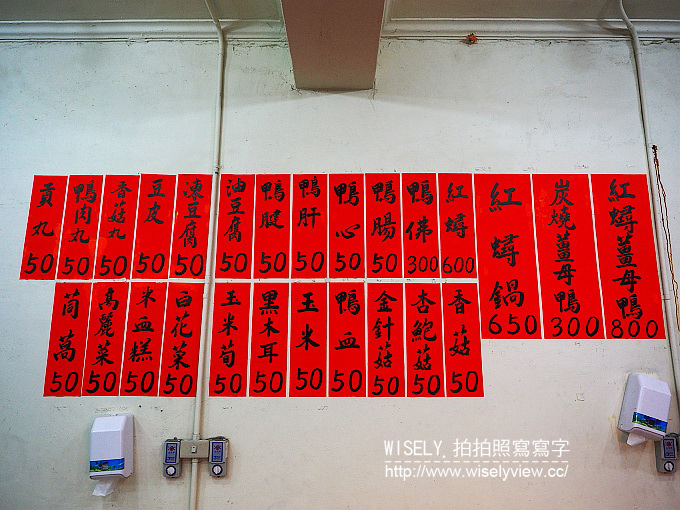 紅蟳薑母鴨 800
炭燒薑母鴨 300
紅蟳鍋 650
紅蟳 600
鴨佛 300
鴨腸 50
鴨心 50
鴨肝 50
鴨腱 50
油豆腐 50
凍豆腐 50
豆皮 50
香菇丸 50
鴨肉丸 50
貢丸 50
香菇 50
杏鮑菇 50
金針菇 50
鴨血 50
玉米 50
黑木耳 50
玉米筍 50
白花菜 50
米血糕 50
高麗菜 50
茼萵 50
WISELY. 拍拍照寫寫字
http://www.wiselyview.cc/